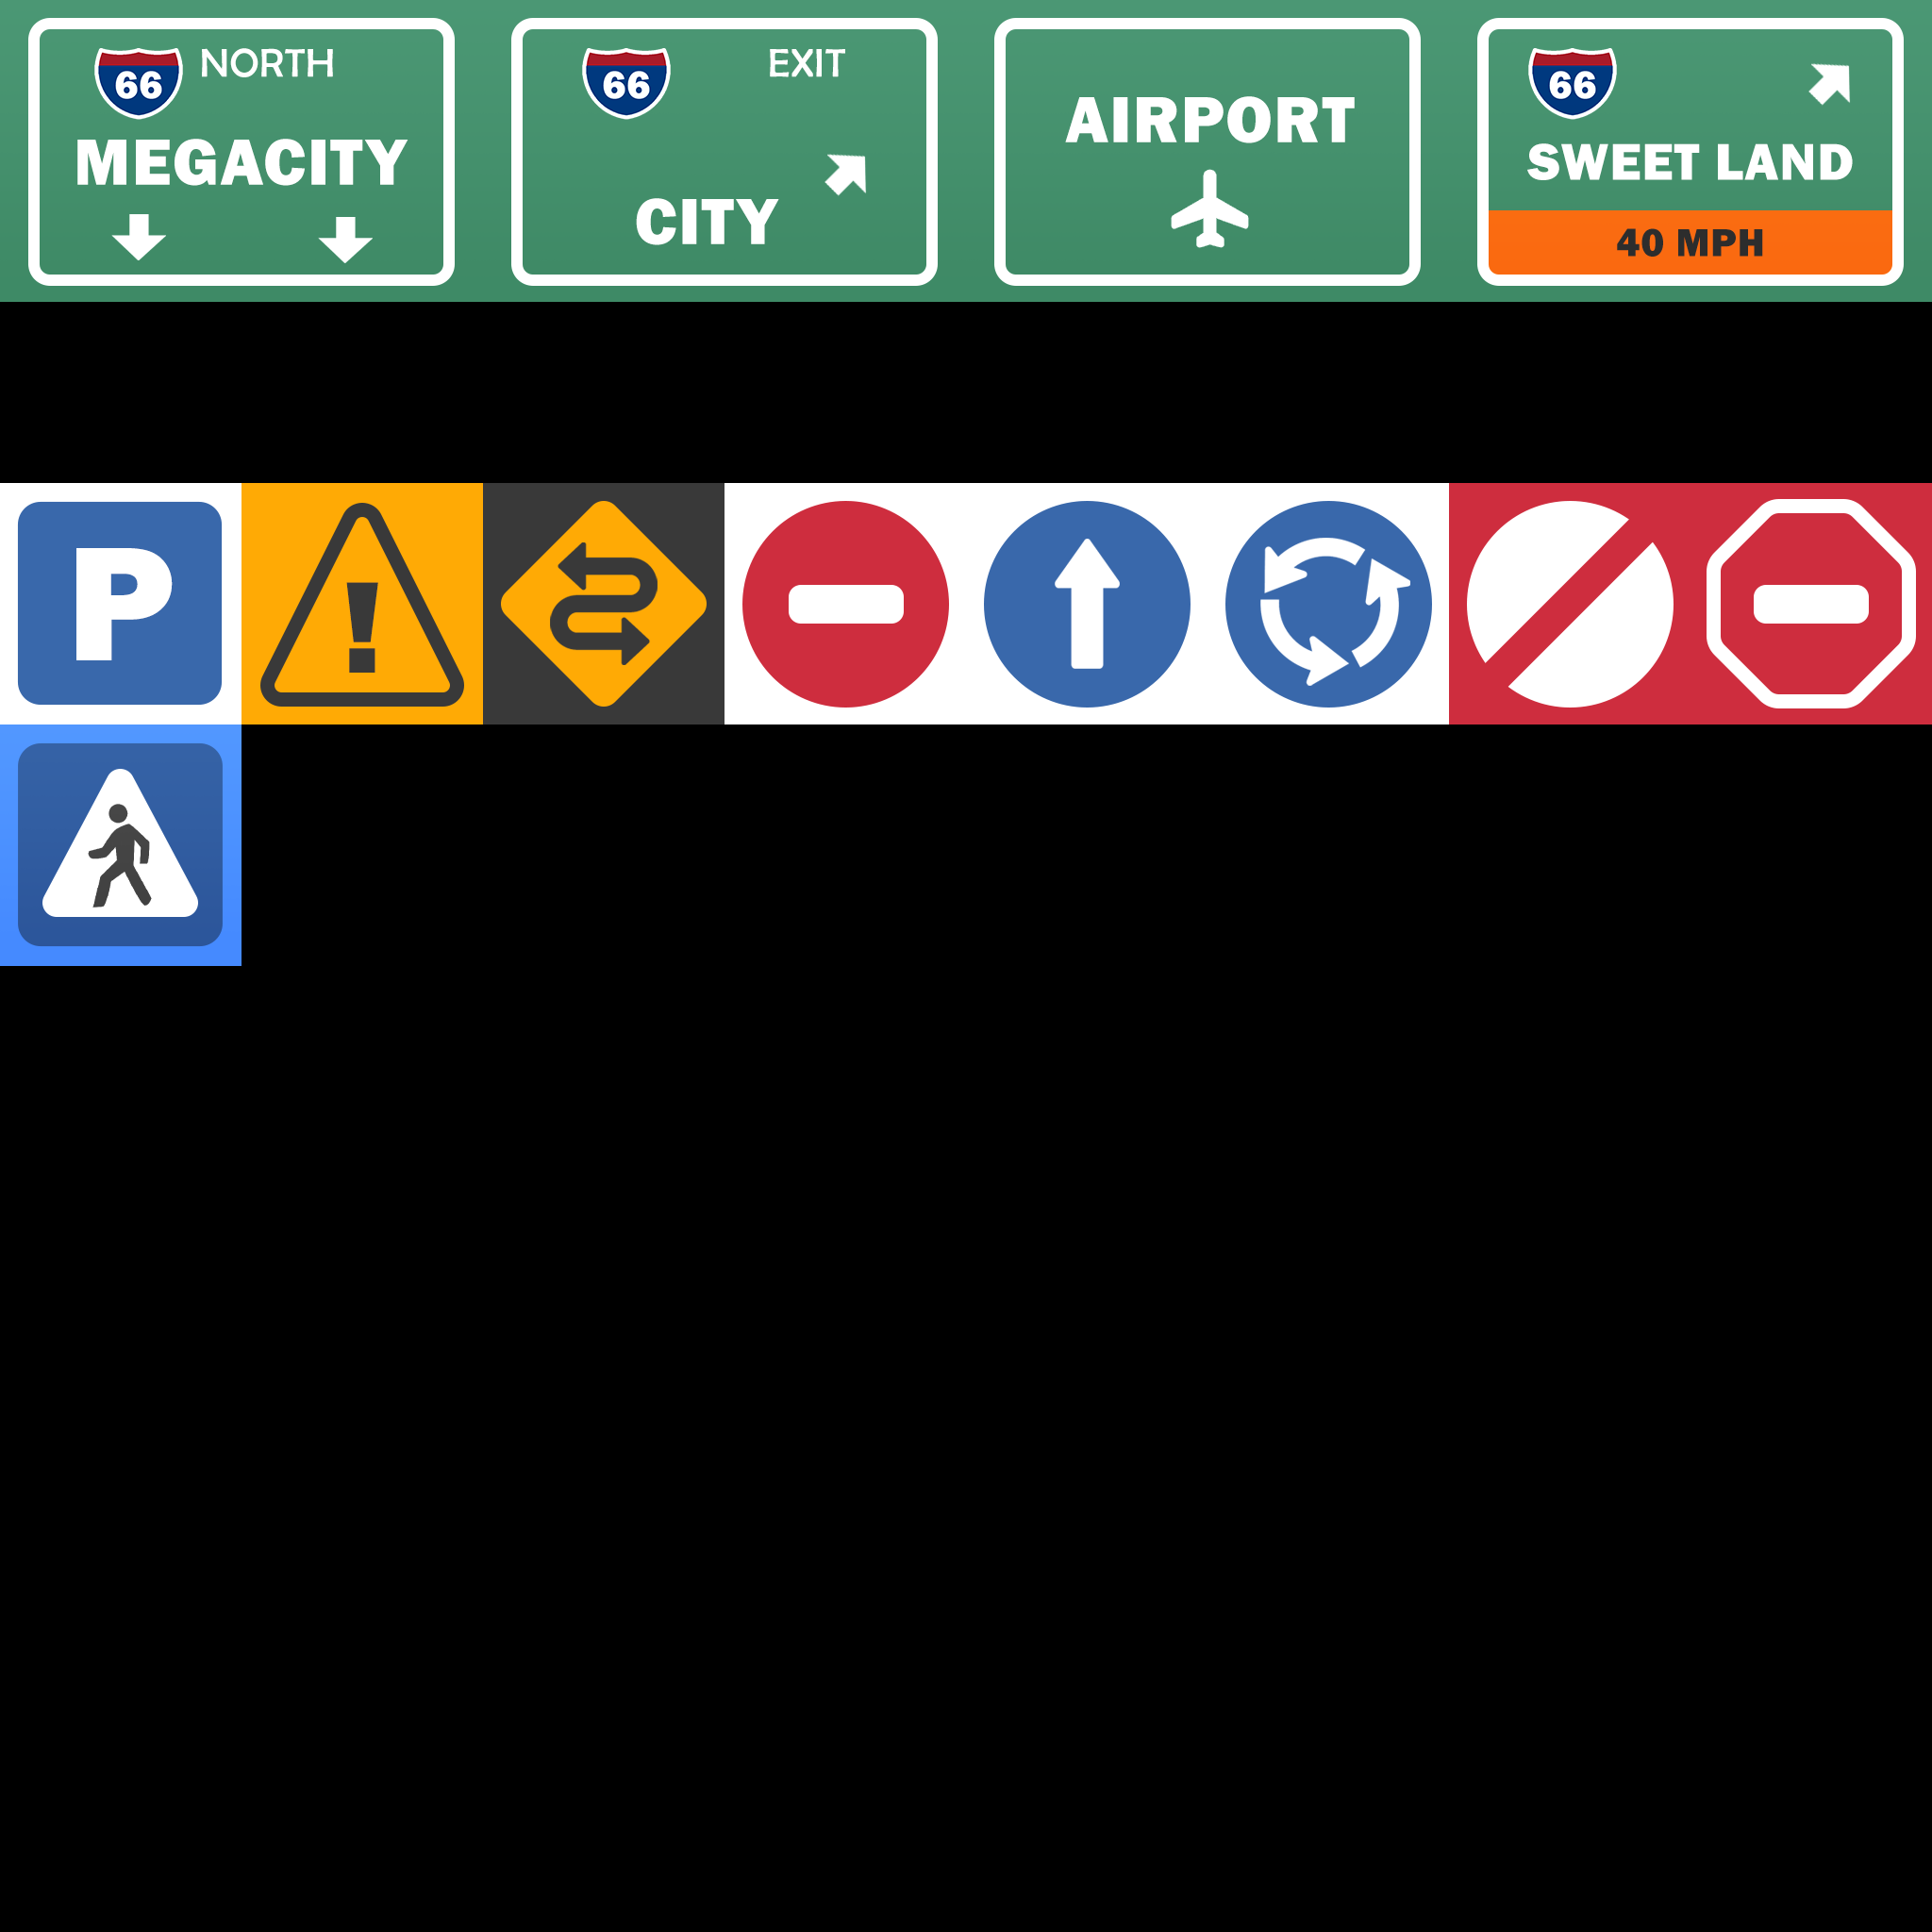 66 NORTH
MEGACITY
66 EXIT
CITY
AIRPORT
66
SWEET LAND
40 MPH
P
!